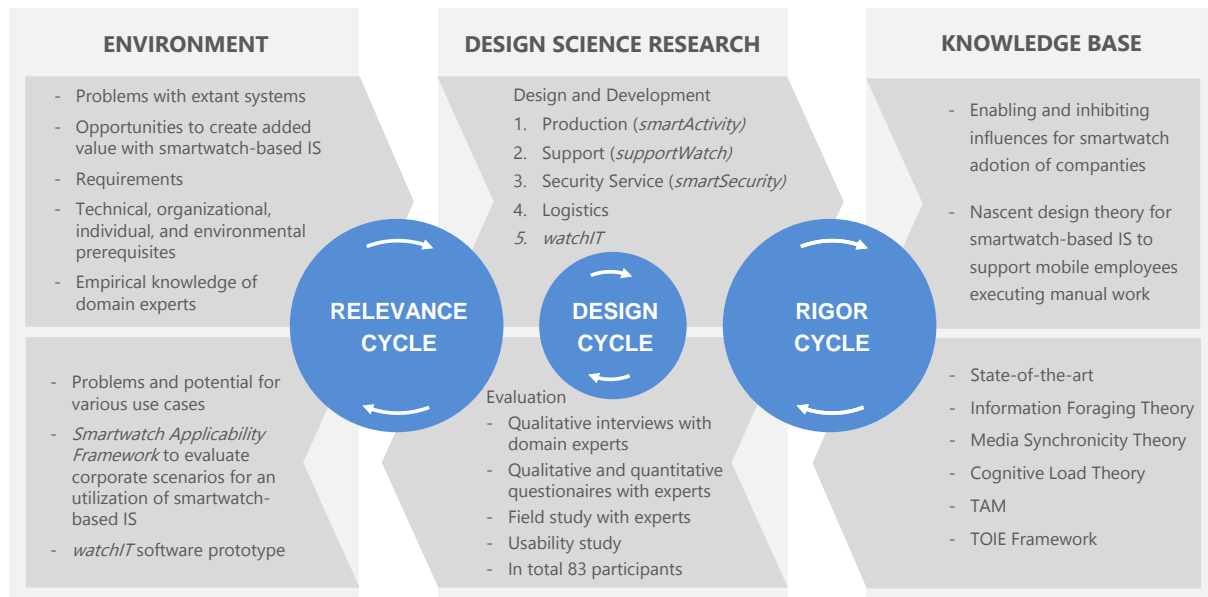 ENVIRONMENT
- Problems with extant systems
- Opportunities to create added
value with smartwatch-based IS
- Requirements
- Technical, organizational,
individual, and environmental
prerequisites
- Empirical knowledge of
domain experts
- Problems and potential for
various use cases
- Smartwatch Applicability
Framework to evaluate
corporate scenarios for an
utilization of smartwatch-
based IS
- watchIT software prototype
RELEVANCE
CYCLE
DESIGN SCIENCE RESEARCH
Design and Development
1. Production (smartActivity)
2. Support (supportWatch)
3. Security Service (smartSecurity)
4. Logistics
5. watchIT
DESIGN
CYCLE
Evaluation
- Qualitative interviews with
domain experts
- Qualitative and quantitative
questionaires with experts
- Field study with experts
- Usability study
- In total 83 participants
RIGOR
CYCLE
KNOWLEDGE BASE
- Enabling and inhibiting
influences for smartwatch
adotion of companties
- Nascent design theory for
smartwatch-based IS to
support mobile employees
executing manual work
- State-of-the-art
- Information Foraging Theory
- Media Synchronicity Theory
- Cognitive Load Theory
- TAM
- TOIE Framework